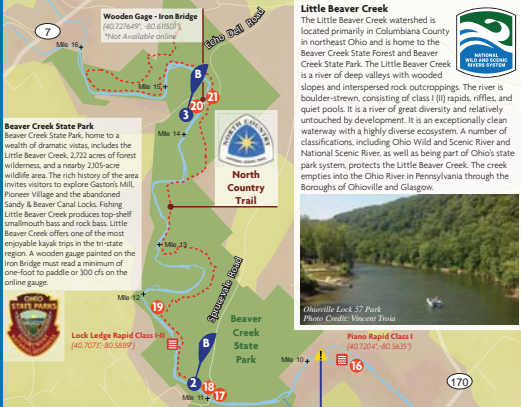 Wooden Gage - Iron Bridge
(40.727649°, -80.611501°)
*Not Available online
Echo Dell Road
7
Mile 16
B
Mile 15
21
20
3
Mile 14
Beaver Creek State Park
Beaver Creek State Park, home to a
wealth of dramatic vistas, includes the
Little Beaver Creek, 2,722 acres of forest
wilderness, and a nearby 2,105-acre
wildlife area. The rich history of the area
invites visitors to explore Gaston's Mill,
Pioneer Village and the abandoned
Sandy & Beaver Canal Locks. Fishing
Little Beaver Creek produces top-shelf
smallmouth bass and rock bass. Little
Beaver Creek offers one of the most
enjoyable kayak trips in the tri-state
region. A wooden gauge painted on the
Iron Bridge must read a minimum of
one-foot to paddle or 300 cfs on the
online gauge.
OHIO
STATE PARKS
NORTH COUNTRY
North
Country
Trail
Mile 13
Sprucevale Road
Mile 12
19
Lock Ledge Rapid Class I-II
(40.7073°,-80.5889°)
Beaver
Creek
State
Park
B
2
18
17
Mile 11
Little Beaver Creek
The Little Beaver Creek watershed is
located primarily in Columbiana County
in northeast Ohio and is home to the
Beaver Creek State Forest and Beaver
Creek State Park. The Little Beaver Creek
is a river of deep valleys with wooded
slopes and interspersed rock outcroppings. The river is
boulder-strewn, consisting of class I (II) rapids, riffles, and
quiet pools. It is a river of great diversity and relatively
untouched by development. It is an exceptionally clean
waterway with a highly diverse ecosystem. A number of
classifications, including Ohio Wild and Scenic River and
National Scenic River, as well as being part of Ohio's state
park system, protects the Little Beaver Creek. The creek
empties into the Ohio River in Pennsylvania through the
Boroughs of Ohioville and Glasgow.
NATIONAL
WILD AND SCENIC
RIVERS SYSTEM
Ohioville Lock 57 Park
Photo Credit: Vincent Troia
Piano Rapid Class I
(40.7204°, -80.5635°)
Mile 10
16
170